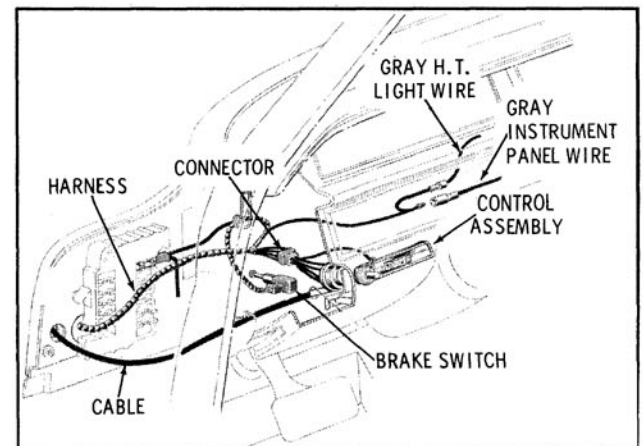 GRAY H.T.
LIGHT WIRE
GRAY
INSTRUMENT
PANEL WIRE
CONNECTOR
HARNESS
CONTROL
ASSEMBLY
BRAKE SWITCH
CABLE